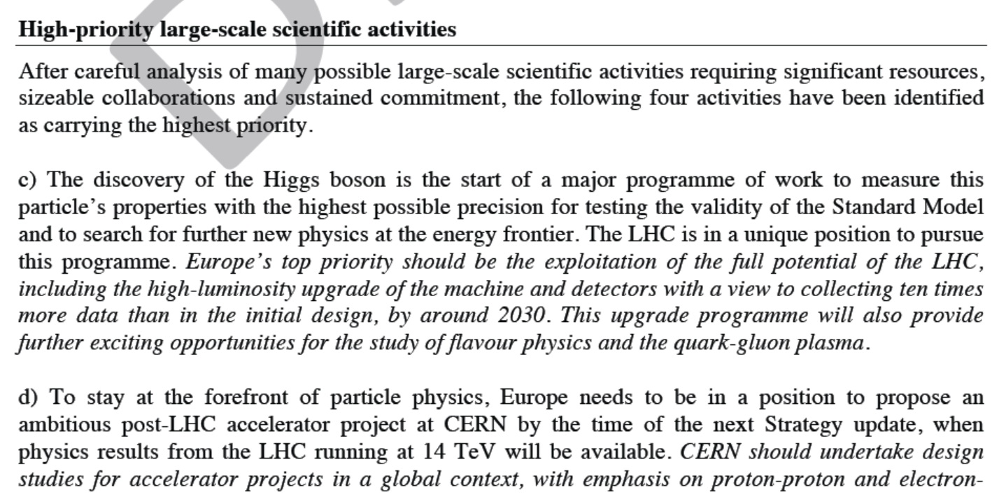 High-priority large-scale scientific activities
After careful analysis of many possible large-scale scientific activities requiring significant resources,
sizeable collaborations and sustained commitment, the following four activities have been identified
as carrying the highest priority.
c) The discovery of the Higgs boson is the start of a major programme of work to measure this
particle’s properties with the highest possible precision for testing the validity of the Standard Model
and to search for further new physics at the energy frontier. The LHC is in a unique position to pursue
this programme. Europe’s top priority should be the exploitation of the full potential of the LHC,
including the high-luminosity upgrade of the machine and detectors with a view to collecting ten times
more data than in the initial design, by around 2030. This upgrade programme will also provide
further exciting opportunities for the study of flavour physics and the quark-gluon plasma.
d) To stay at the forefront of particle physics, Europe needs to be in a position to propose an
ambitious post-LHC accelerator project at CERN by the time of the next Strategy update, when
physics results from the LHC running at 14 TeV will be available. CERN should undertake design
studies for accelerator projects in a global context, with emphasis on proton-proton and electron-